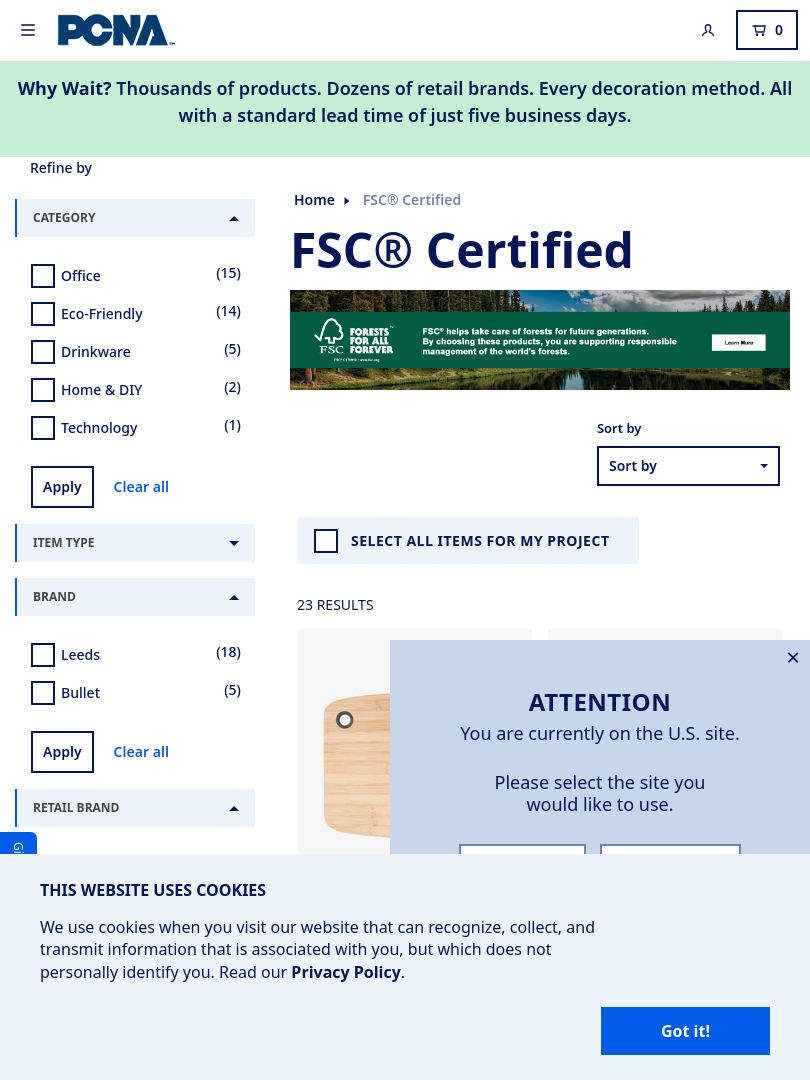 PCNA
0
Why Wait? Thousands of products. Dozens of retail brands. Every decoration method. All
with a standard lead time of just five business days.
Refine by
CATEGORY
Office (15)
Eco-Friendly (14)
Drinkware (5)
Home & DIY (2)
Technology (1)
Apply Clear all
ITEM TYPE
BRAND
Leeds (18)
Bullet (5)
Apply Clear all
RETAIL BRAND
Home FSC® Certified
FSC® Certified
FSC
FORESTS
FOR ALL
FOREVER
FSC® helps take care of forests for future generations.
By choosing these products, you are supporting responsible
management of the world's forests.
Learn More
Sort by
Sort by
SELECT ALL ITEMS FOR MY PROJECT
23 RESULTS
ATTENTION
You are currently on the U.S. site.
Please select the site you
would like to use.
THIS WEBSITE USES COOKIES
We use cookies when you visit our website that can recognize, collect, and
transmit information that is associated with you, but which does not
personally identify you. Read our Privacy Policy.
Got it!